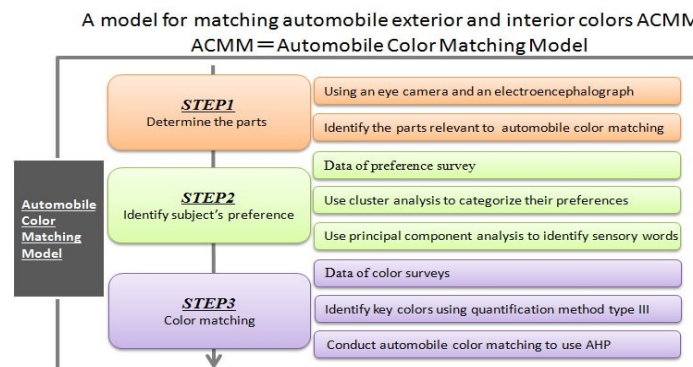 A model for matching automobile exterior and interior colors ACMM
ACMM＝Automobile Color Matching Model
Automobile
Color
Matching
Model
STEP1
Determine the parts
Using an eye camera and an electroencephalograph
Identify the parts relevant to automobile color matching
STEP2
Identify subject's preference
Data of preference survey
Use cluster analysis to categorize their preferences
Use principal component analysis to identify sensory words
STEP3
Color matching
Data of color surveys
Identify key colors using quantification method type III
Conduct automobile color matching to use AHP